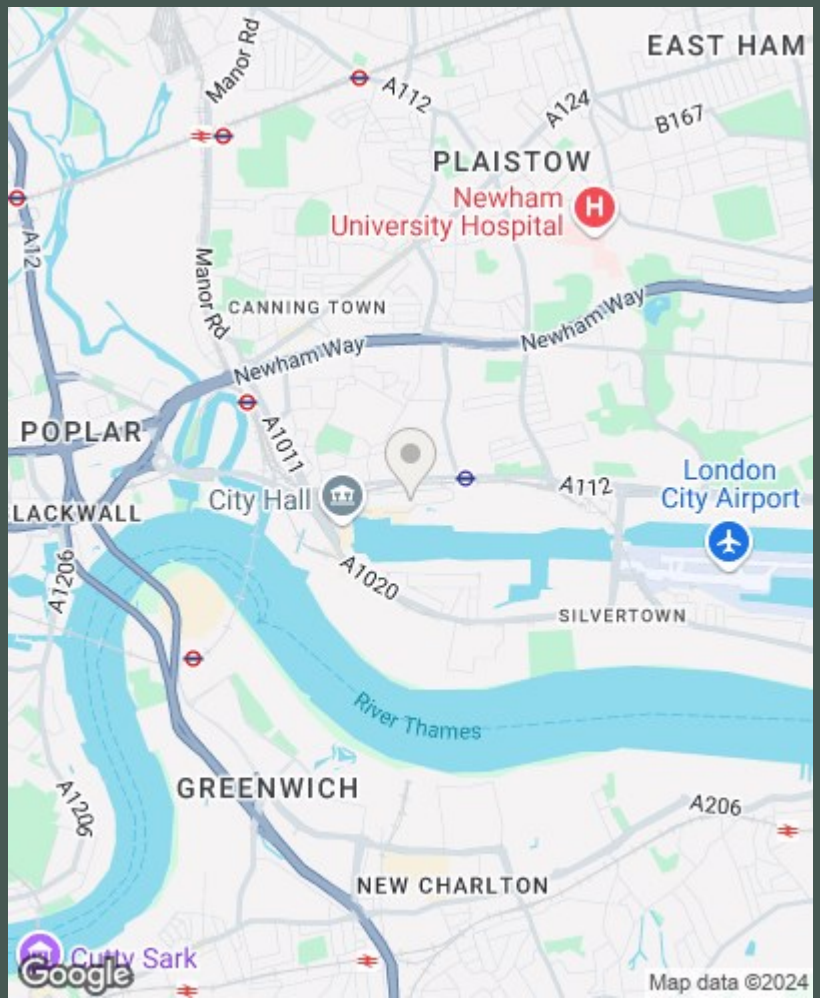 Manor Rd
EAST HAM
A112
A124
B167
PLAISTOW
Newham
University Hospital
H
A12
Manor Rd
CANNING TOWN
Newham Way
Newham Way
POPLAR
A1011
City Hall
A112
London
City Airport
LACKWALL
A1206
A1020
SILVERTOWN
River Thames
GREENWICH
A1206
A206
NEW CHARLTON
Cutty Sark
Google
Map data ©2024